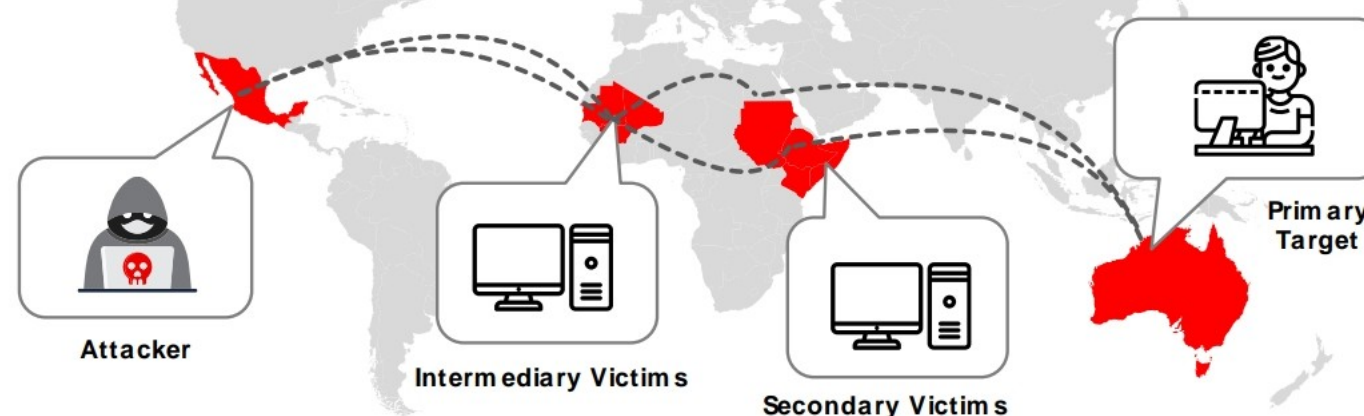 Primary
Target
Attacker
Intermediary Victims
Secondary Victims